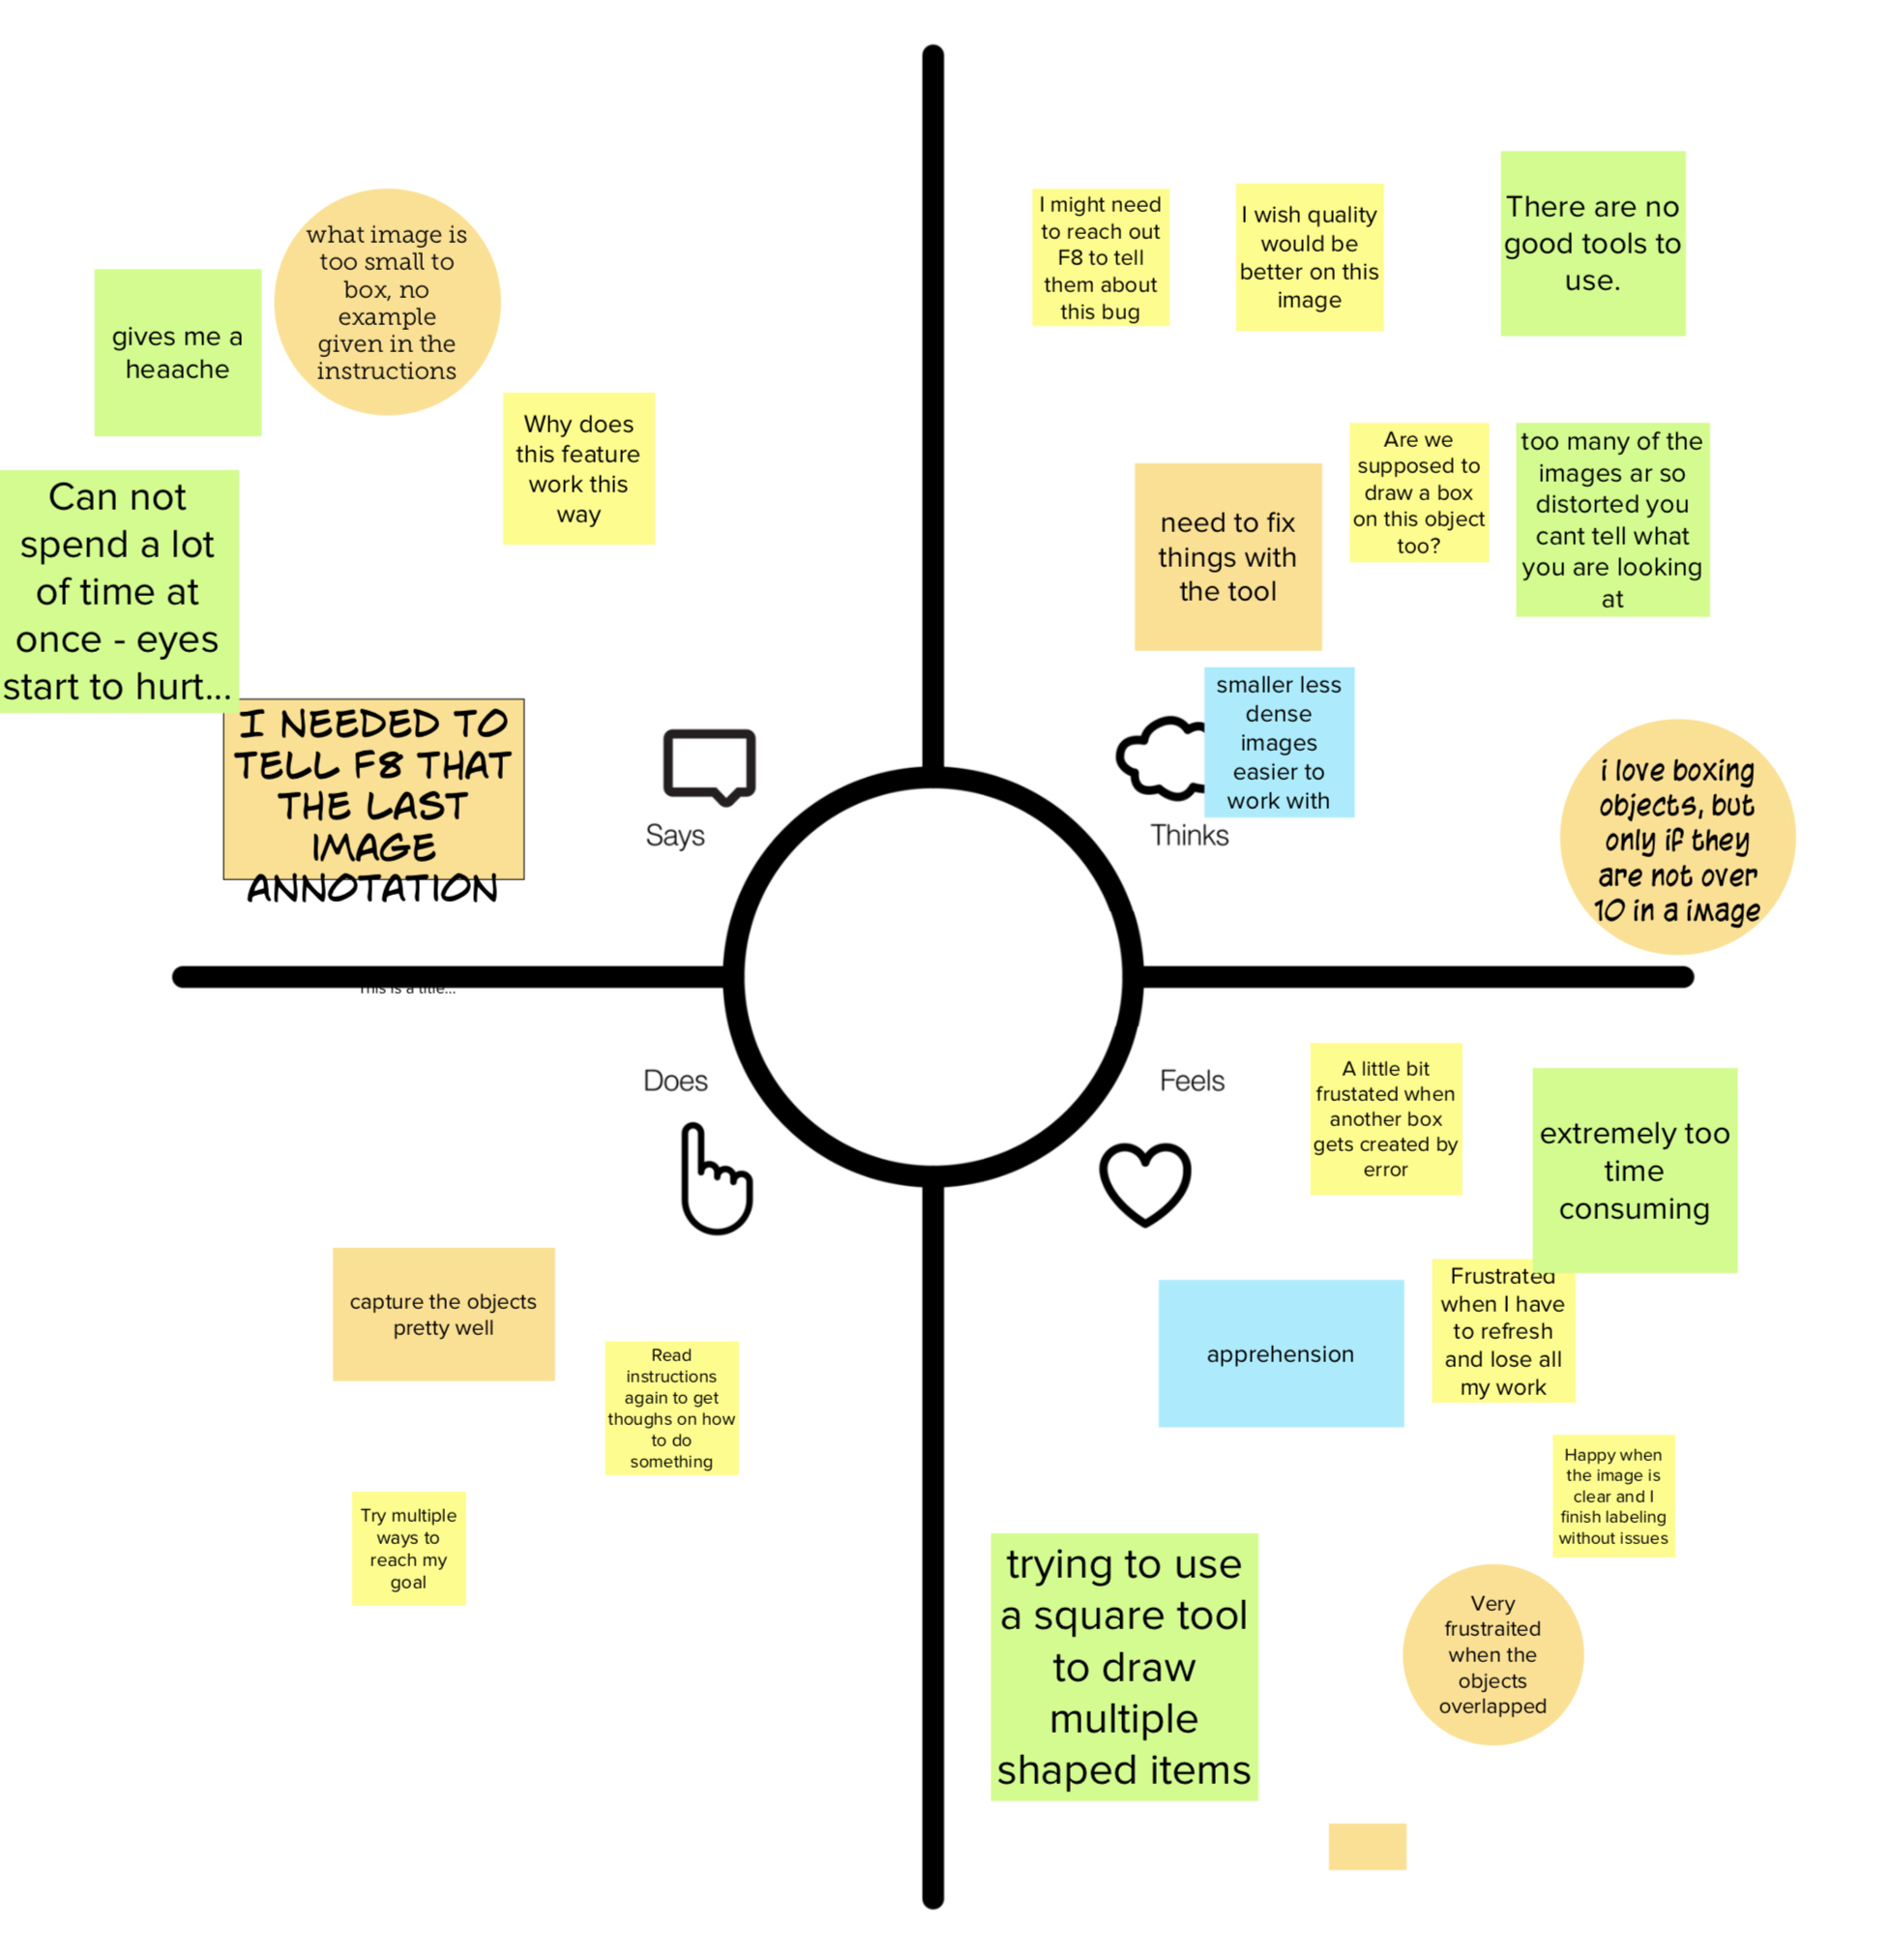 gives me a
heaache
what image is
too small to
box, no
example
given in the
instructions
Why does
this feature
work this
way
Can not
spend a lot
of time at
once - eyes
start to hurt...
I NEEDED TO
TELL F8 THAT
THE LAST
IMAGE
ANNOTATION
Says
I might need
to reach out
F8 to tell
them about
this bug
I wish quality
would be
better on this
image
There are no
good tools to
use.
need to fix
things with
the tool
Are we
supposed to
draw a box
on this object
too?
too many of the
images ar so
distorted you
cant tell what
you are looking
at
smaller less
dense
images
easier to
work with
Thinks
i love boxing
objects, but
only if they
are not over
10 in a image
This is a title...
Does
capture the objects
pretty well
Read
instructions
again to get
thoughs on how
to do
something
Try multiple
ways to
reach my
goal
Feels
A little bit
frustated when
another box
gets created by
error
extremely too
time
consuming
apprehension
Frustrated
when I have
to refresh
and lose all
my work
Happy when
the image is
clear and I
finish labeling
without issues
trying to use
a square tool
to draw
multiple
shaped items
Very
frustraited
when the
objects
overlapped